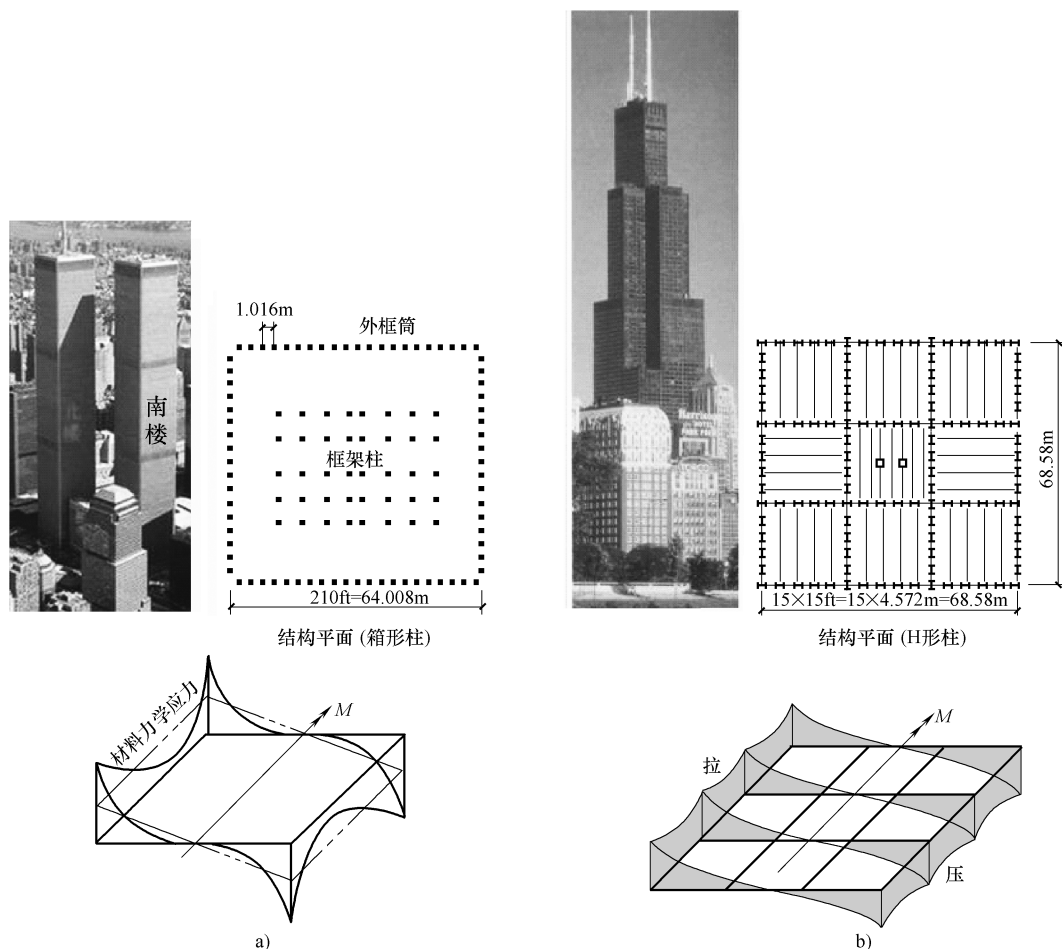 1.016m
外框筒
南楼
框架柱
210ft=64.008m
结构平面 (箱形柱)
材料力学应力
M
a)
68.58m
15×15ft=15×4.572m=68.58m
结构平面 (H形柱)
拉
M
压
b)